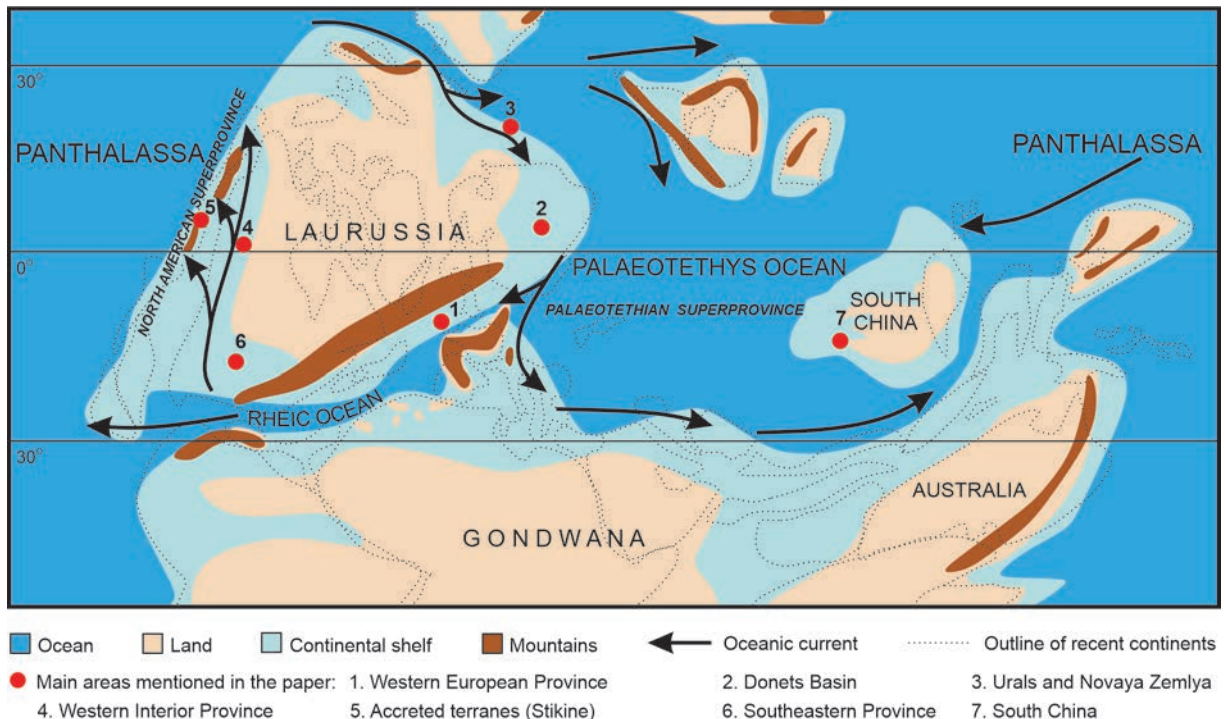 30°
3
PANTHALASSA
PANTHALASSA
NORTH AMERICAN SUPERPROVINCE
5
4
LAURUSSIA
2
0°
PALAEOTETHYS OCEAN
PALAEOTETHIAN SUPERPROVINCE
SOUTH
CHINA
1
7
6
RHEIC OCEAN
30°
AUSTRALIA
GONDWANA
Ocean Land Continental shelf Mountains Oceanic current Outline of recent continents
Main areas mentioned in the paper: 1. Western European Province 2. Donets Basin 3. Urals and Novaya Zemlya
4. Western Interior Province 5. Accreted terranes (Stikine) 6. Southeastern Province 7. South China